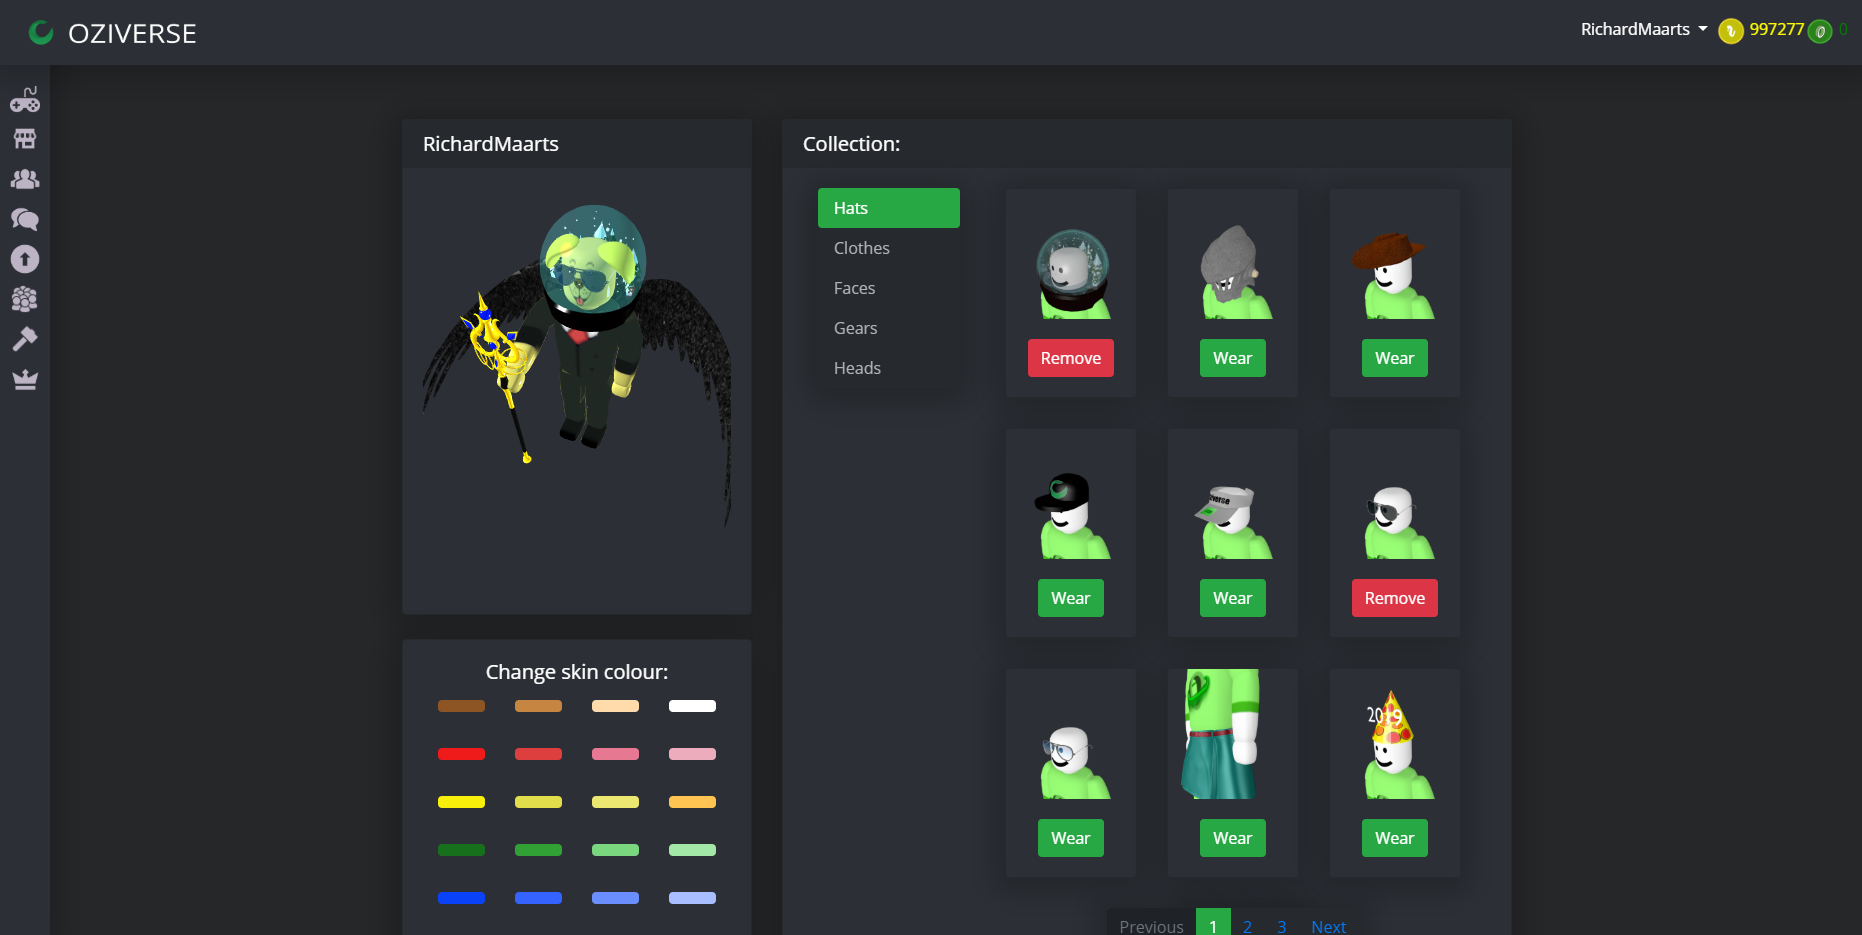 OZIVERSE
RichardMaarts
997277
0
RichardMaarts
Collection:
Hats
Clothes
Faces
Gears
Heads
Remove
Wear
Wear
Wear
Wear
Remove
2019
Wear
Wear
Wear
Change skin colour:
Previous 1 2 3 Next